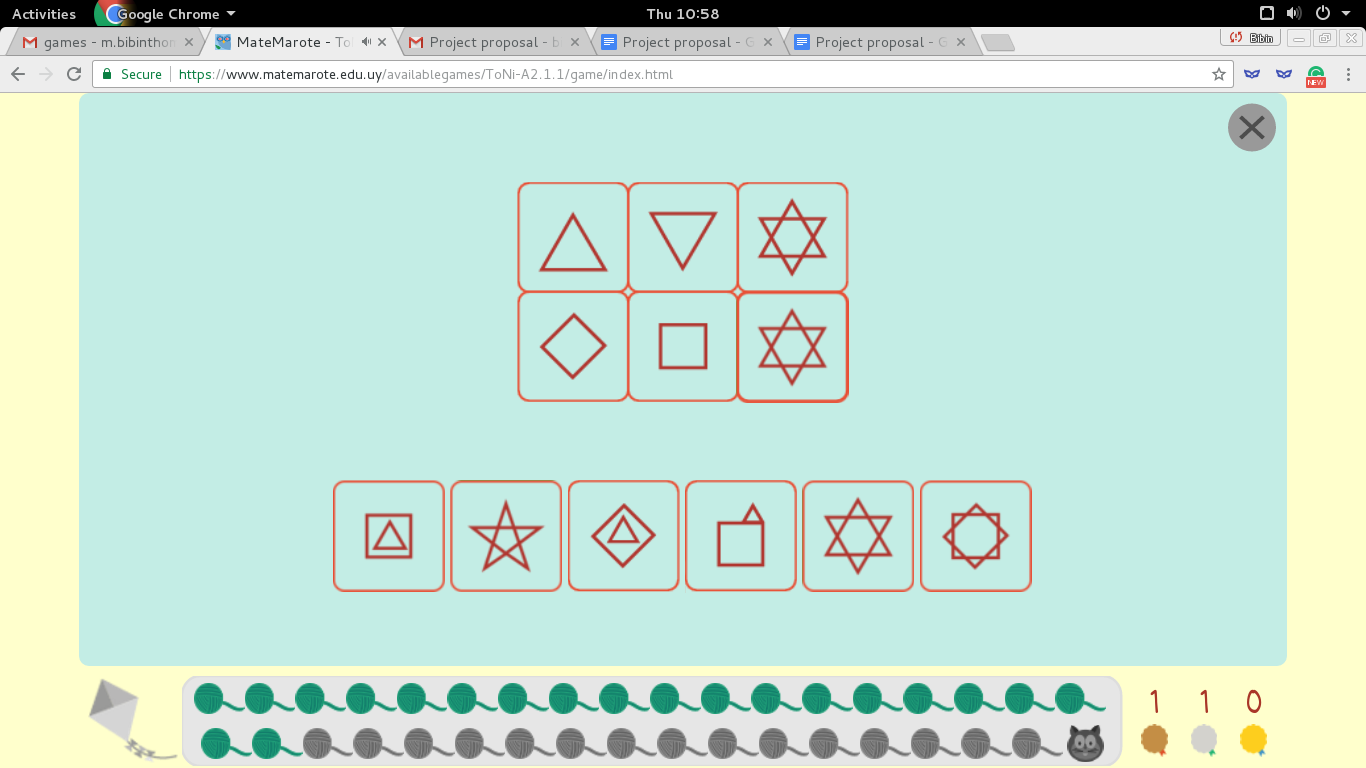 Activities Google Chrome Thu 10:58
games - m.bibinthom MateMarote - To Project proposal - b Project proposal - G Project proposal - G Bibin
Secure https://www.matemarote.edu.uy/availablegames/ToNi-A2.1.1/game/index.html NEW
1 1 0